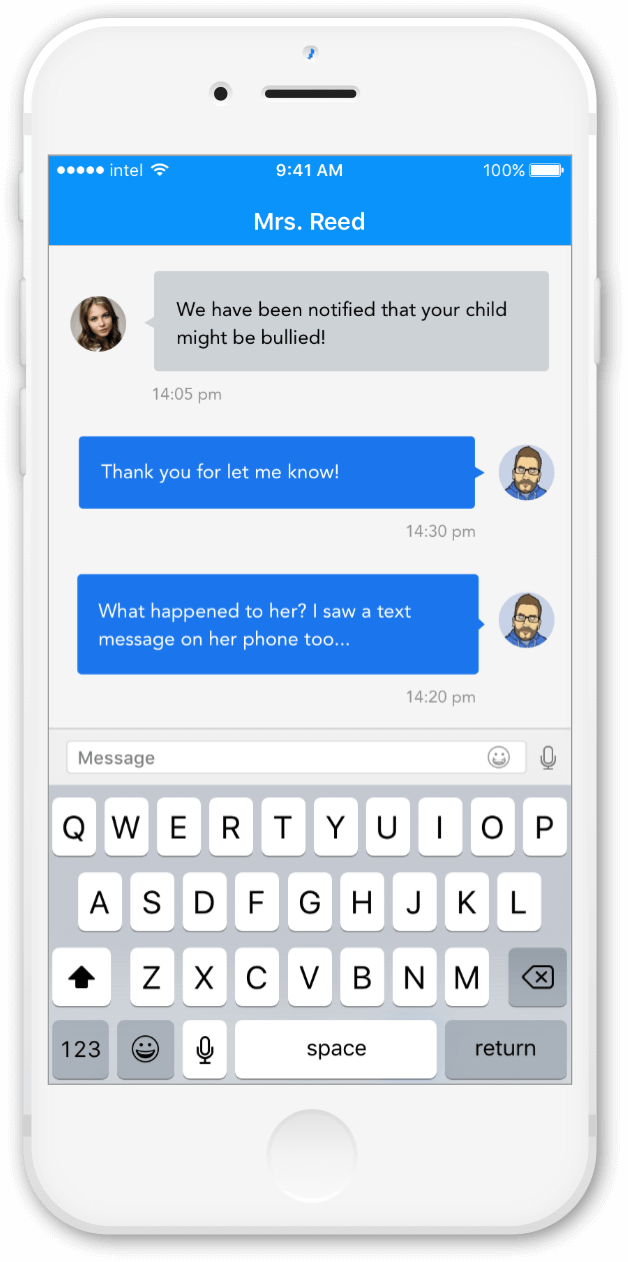 intel 9:41 AM 100%
Mrs. Reed
We have been notified that your child
might be bullied!
14:05 pm
Thank you for let me know!
14:30 pm
What happened to her? I saw a text
message on her phone too...
14:20 pm
Message
Q W E R T Y U I O P
A S D F G H J K L
Z X C V B N M
123 space return